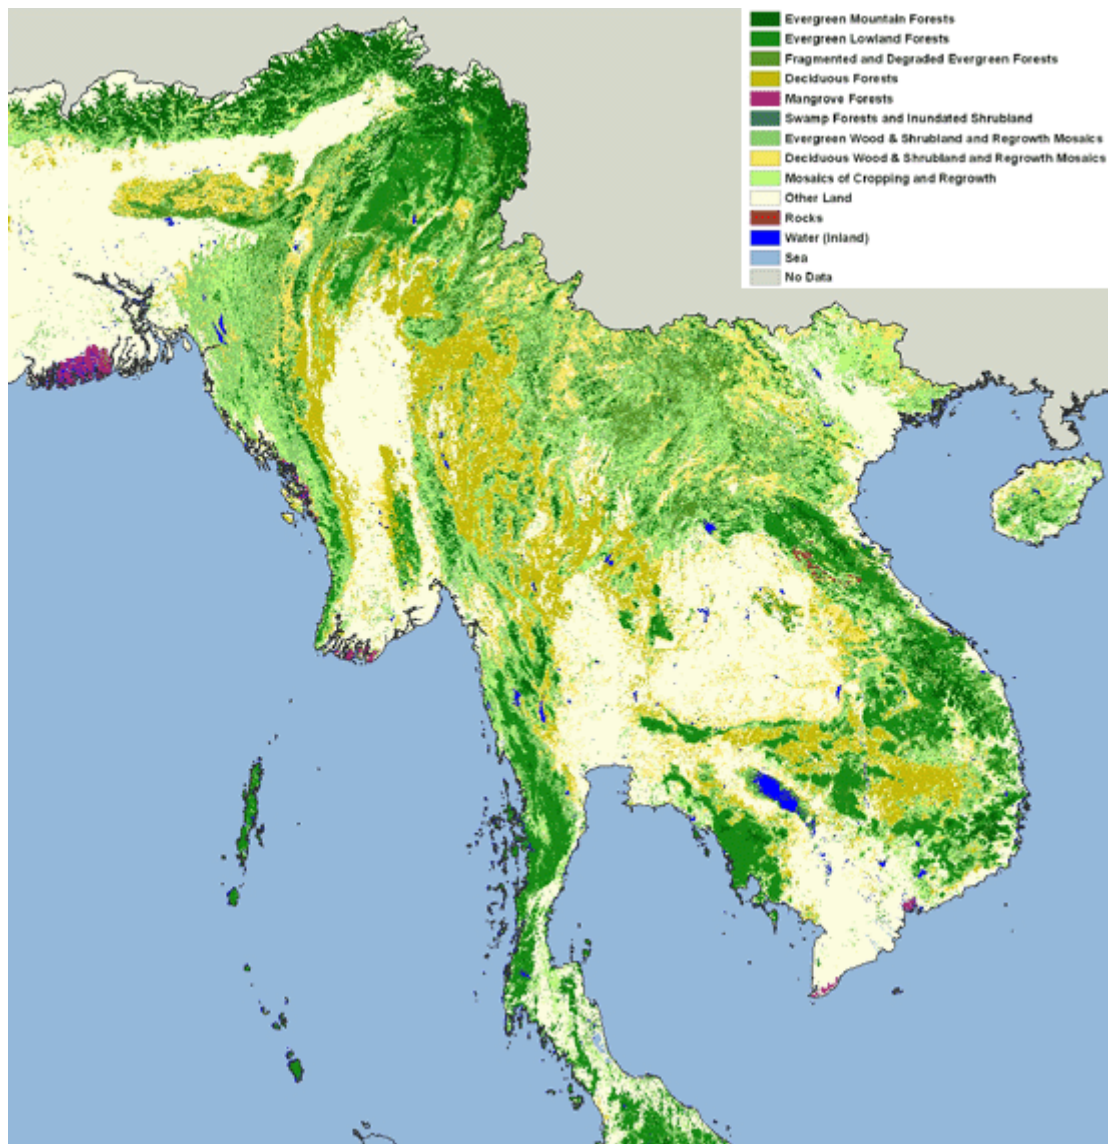 Evergreen Mountain Forests
Evergreen Lowland Forests
Fragmented and Degraded Evergreen Forests
Deciduous Forests
Mangrove Forests
Swamp Forests and Inundated Shrubland
Evergreen Wood & Shrubland and Regrowth Mosaics
Deciduous Wood & Shrubland and Regrowth Mosaics
Mosaics of Cropping and Regrowth
Other Land
Rocks
Water (Inland)
Sea
No Data